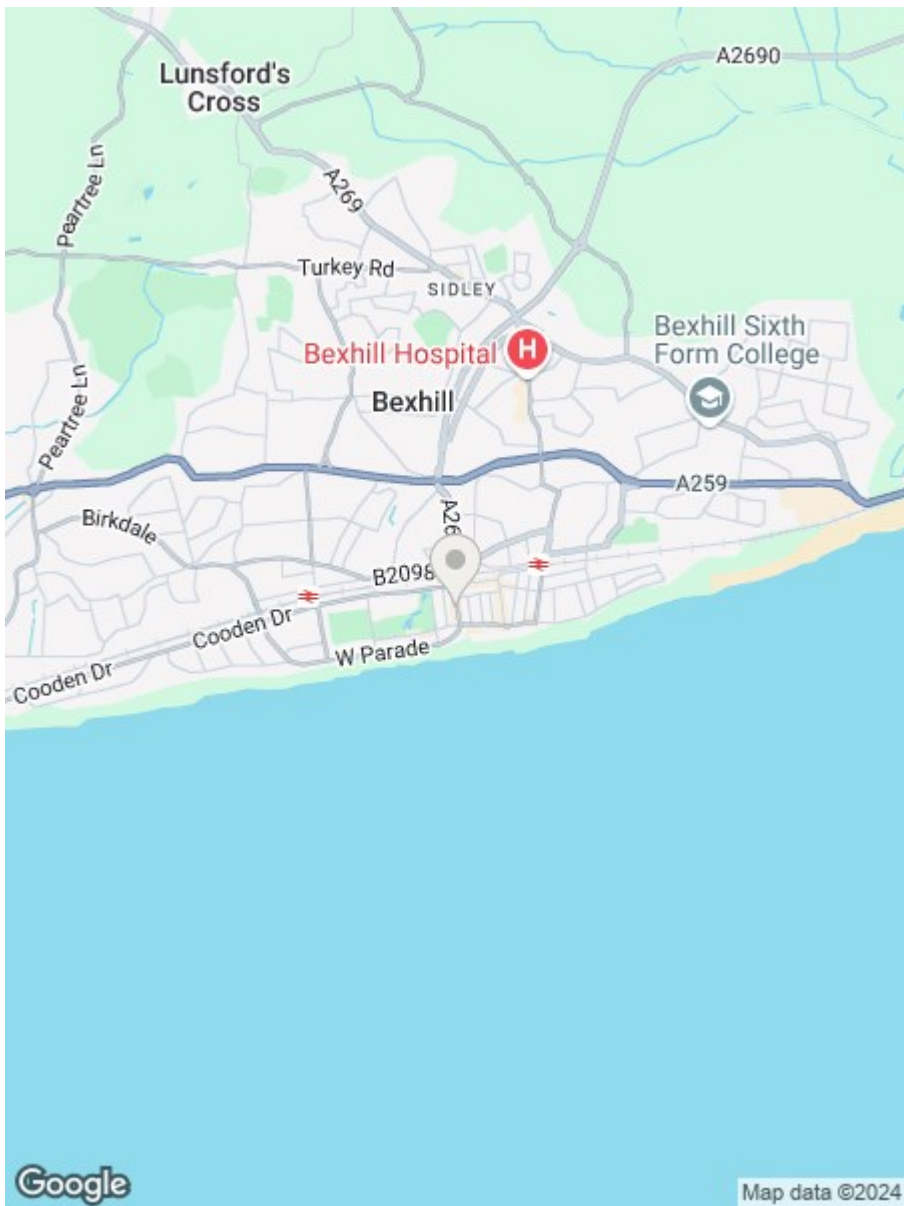 A2690
Lunsford's
Cross
Peartree Ln
A269
Turkey Rd
SIDLEY
Bexhill Sixth
Form College
Bexhill Hospital
H
Bexhill
Peartree Ln
A259
Birkdale
A26
B2098
Cooden Dr
W Parade
Cooden Dr
Google
Map data ©2024